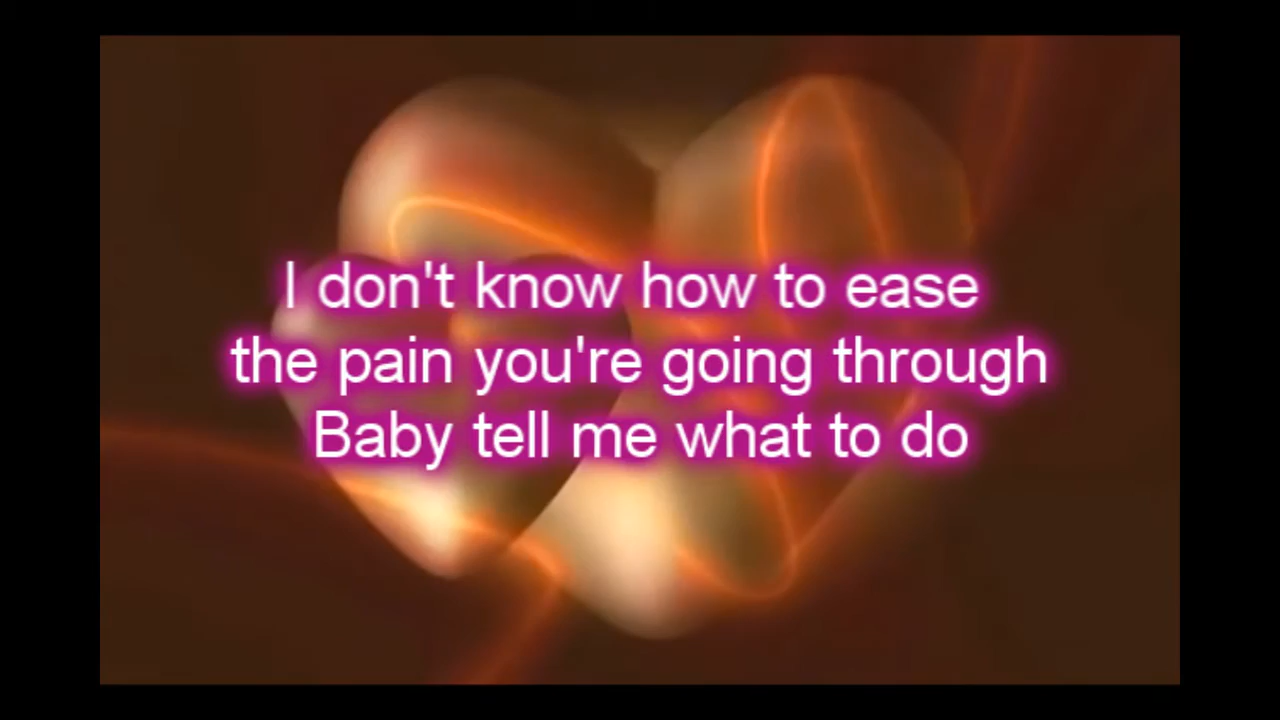 I don't know how to ease
the pain you're going through
Baby tell me what to do